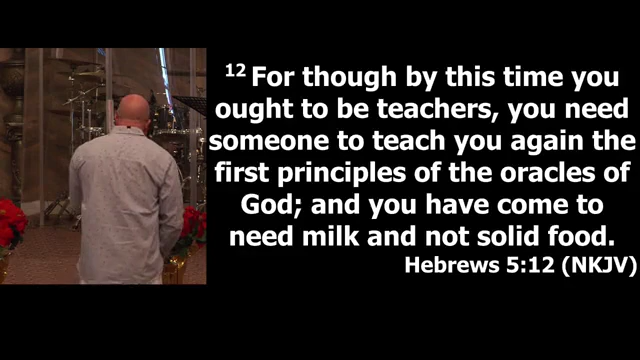 12 For though by this time you
ought to be teachers, you need
someone to teach you again the
first principles of the oracles of
God; and you have come to
need milk and not solid food.
Hebrews 5:12 (NKJV)